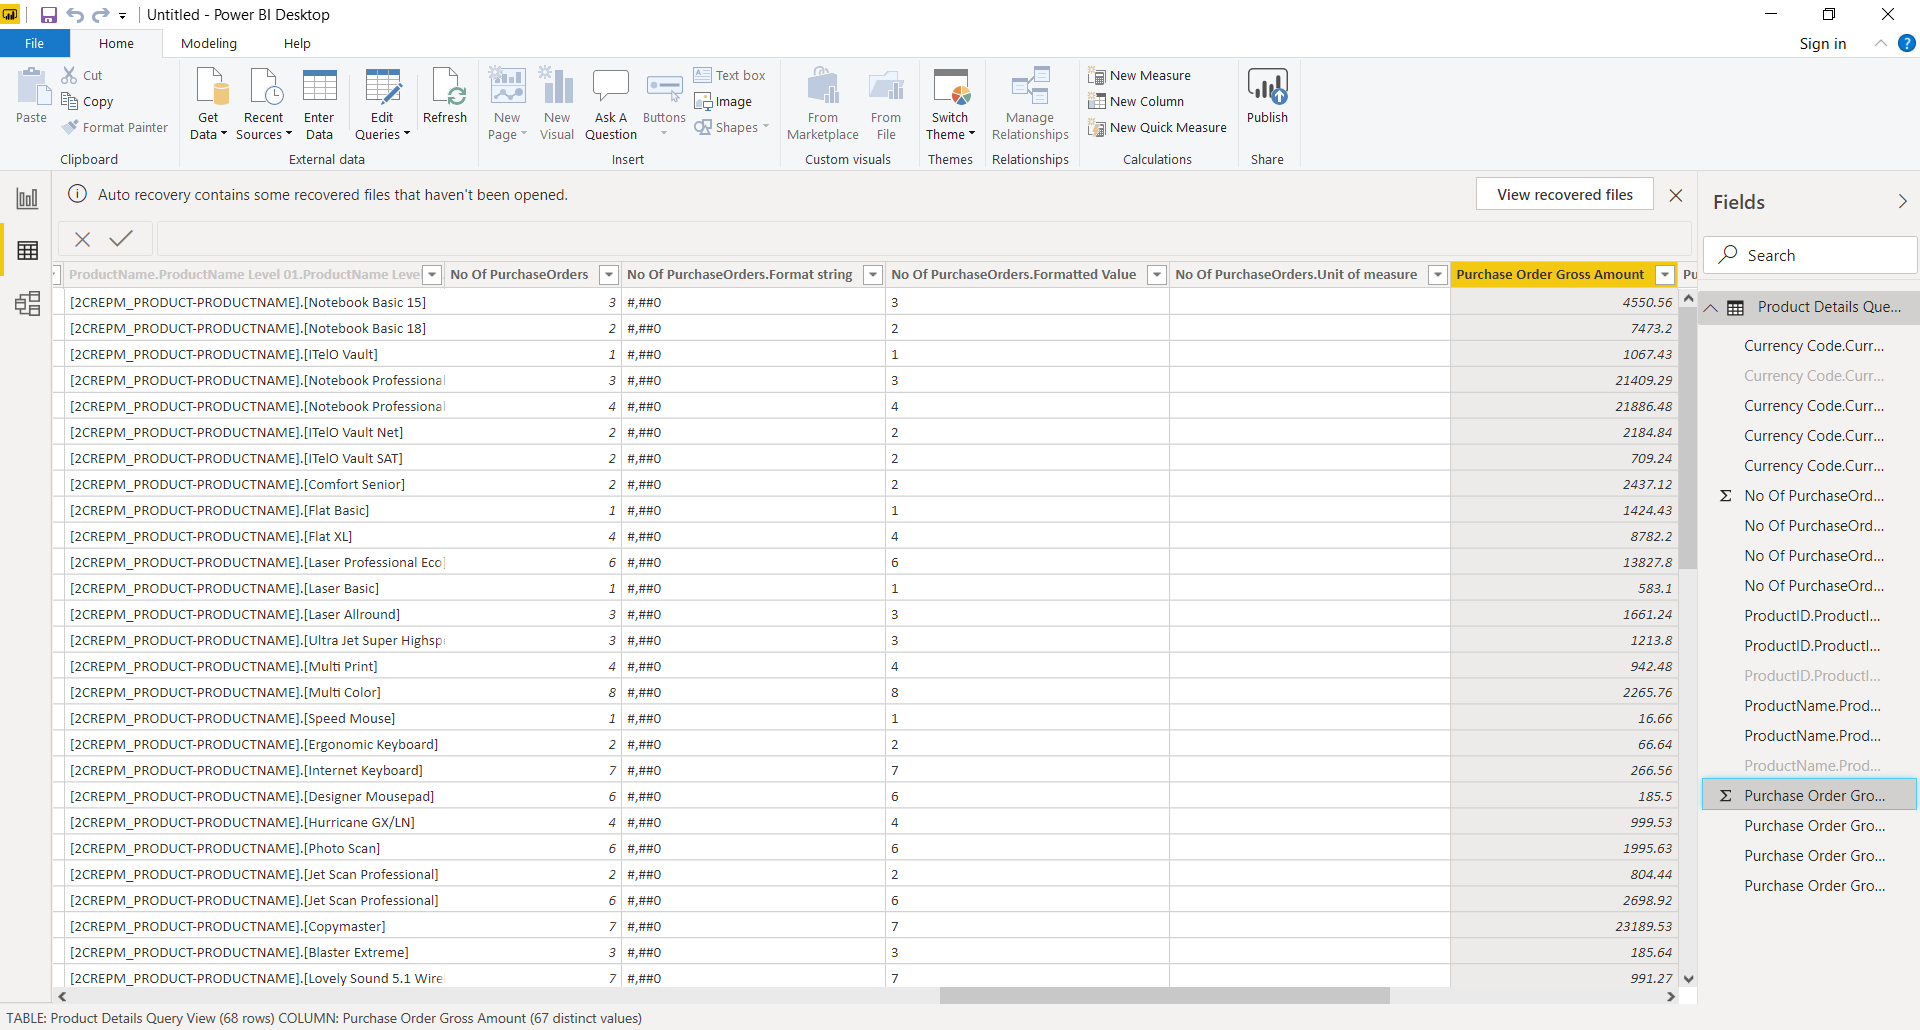 Untitled - Power BI Desktop
File Home Modeling Help Sign in
Paste
Cut
Copy
Format Painter
Clipboard
Get Data
Recent Sources
Enter Data
Edit Queries
Refresh
External data
New Page
New Visual
Ask A Question
Buttons
Text box
Image
Shapes
Insert
From Marketplace
From File
Custom visuals
Switch Theme
Themes
Manage Relationships
Relationships
New Measure
New Column
New Quick Measure
Calculations
Publish
Share
Auto recovery contains some recovered files that haven't been opened. View recovered files
ProductName.ProductName Level 01.ProductName Leve No Of PurchaseOrders No Of PurchaseOrders.Format string No Of PurchaseOrders.Formatted Value No Of PurchaseOrders.Unit of measure Purchase Order Gross Amount Pu
[2CREPM_PRODUCT-PRODUCTNAME].[Notebook Basic 15] 3 #,##0 3 4550.56
[2CREPM_PRODUCT-PRODUCTNAME].[Notebook Basic 18] 2 #,##0 2 7473.2
[2CREPM_PRODUCT-PRODUCTNAME].[ITelO Vault] 1 #,##0 1 1067.43
[2CREPM_PRODUCT-PRODUCTNAME].[Notebook Professional 3 #,##0 3 21409.29
[2CREPM_PRODUCT-PRODUCTNAME].[Notebook Professional 4 #,##0 4 21886.48
[2CREPM_PRODUCT-PRODUCTNAME].[ITelO Vault Net] 2 #,##0 2 2184.84
[2CREPM_PRODUCT-PRODUCTNAME].[ITelO Vault SAT] 2 #,##0 2 709.24
[2CREPM_PRODUCT-PRODUCTNAME].[Comfort Senior] 2 #,##0 2 2437.12
[2CREPM_PRODUCT-PRODUCTNAME].[Flat Basic] 1 #,##0 1 1424.43
[2CREPM_PRODUCT-PRODUCTNAME].[Flat XL] 4 #,##0 4 8782.2
[2CREPM_PRODUCT-PRODUCTNAME].[Laser Professional Eco] 6 #,##0 6 13827.8
[2CREPM_PRODUCT-PRODUCTNAME].[Laser Basic] 1 #,##0 1 583.1
[2CREPM_PRODUCT-PRODUCTNAME].[Laser Allround] 3 #,##0 3 1661.24
[2CREPM_PRODUCT-PRODUCTNAME].[Ultra Jet Super Highsp 3 #,##0 3 1213.8
[2CREPM_PRODUCT-PRODUCTNAME].[Multi Print] 4 #,##0 4 942.48
[2CREPM_PRODUCT-PRODUCTNAME].[Multi Color] 8 #,##0 8 2265.76
[2CREPM_PRODUCT-PRODUCTNAME].[Speed Mouse] 1 #,##0 1 16.66
[2CREPM_PRODUCT-PRODUCTNAME].[Ergonomic Keyboard] 2 #,##0 2 66.64
[2CREPM_PRODUCT-PRODUCTNAME].[Internet Keyboard] 7 #,##0 7 266.56
[2CREPM_PRODUCT-PRODUCTNAME].[Designer Mousepad] 6 #,##0 6 185.5
[2CREPM_PRODUCT-PRODUCTNAME].[Hurricane GX/LN] 4 #,##0 4 999.53
[2CREPM_PRODUCT-PRODUCTNAME].[Photo Scan] 6 #,##0 6 1995.63
[2CREPM_PRODUCT-PRODUCTNAME].[Jet Scan Professional] 2 #,##0 2 804.44
[2CREPM_PRODUCT-PRODUCTNAME].[Jet Scan Professional] 6 #,##0 6 2698.92
[2CREPM_PRODUCT-PRODUCTNAME].[Copymaster] 7 #,##0 7 23189.53
[2CREPM_PRODUCT-PRODUCTNAME].[Blaster Extreme] 3 #,##0 3 185.64
[2CREPM_PRODUCT-PRODUCTNAME].[Lovely Sound 5.1 Wire 7 #,##0 7 991.27
Fields
Search
Product Details Que...
Currency Code.Curr...
Currency Code.Curr...
Currency Code.Curr...
Currency Code.Curr...
Currency Code.Curr...
Σ No Of PurchaseOrd...
No Of PurchaseOrd...
No Of PurchaseOrd...
No Of PurchaseOrd...
ProductID.ProductI...
ProductID.ProductI...
ProductID.ProductI...
ProductName.Prod...
ProductName.Prod...
ProductName.Prod...
Σ Purchase Order Gro...
Purchase Order Gro...
Purchase Order Gro...
Purchase Order Gro...
TABLE: Product Details Query View (68 rows) COLUMN: Purchase Order Gross Amount (67 distinct values)